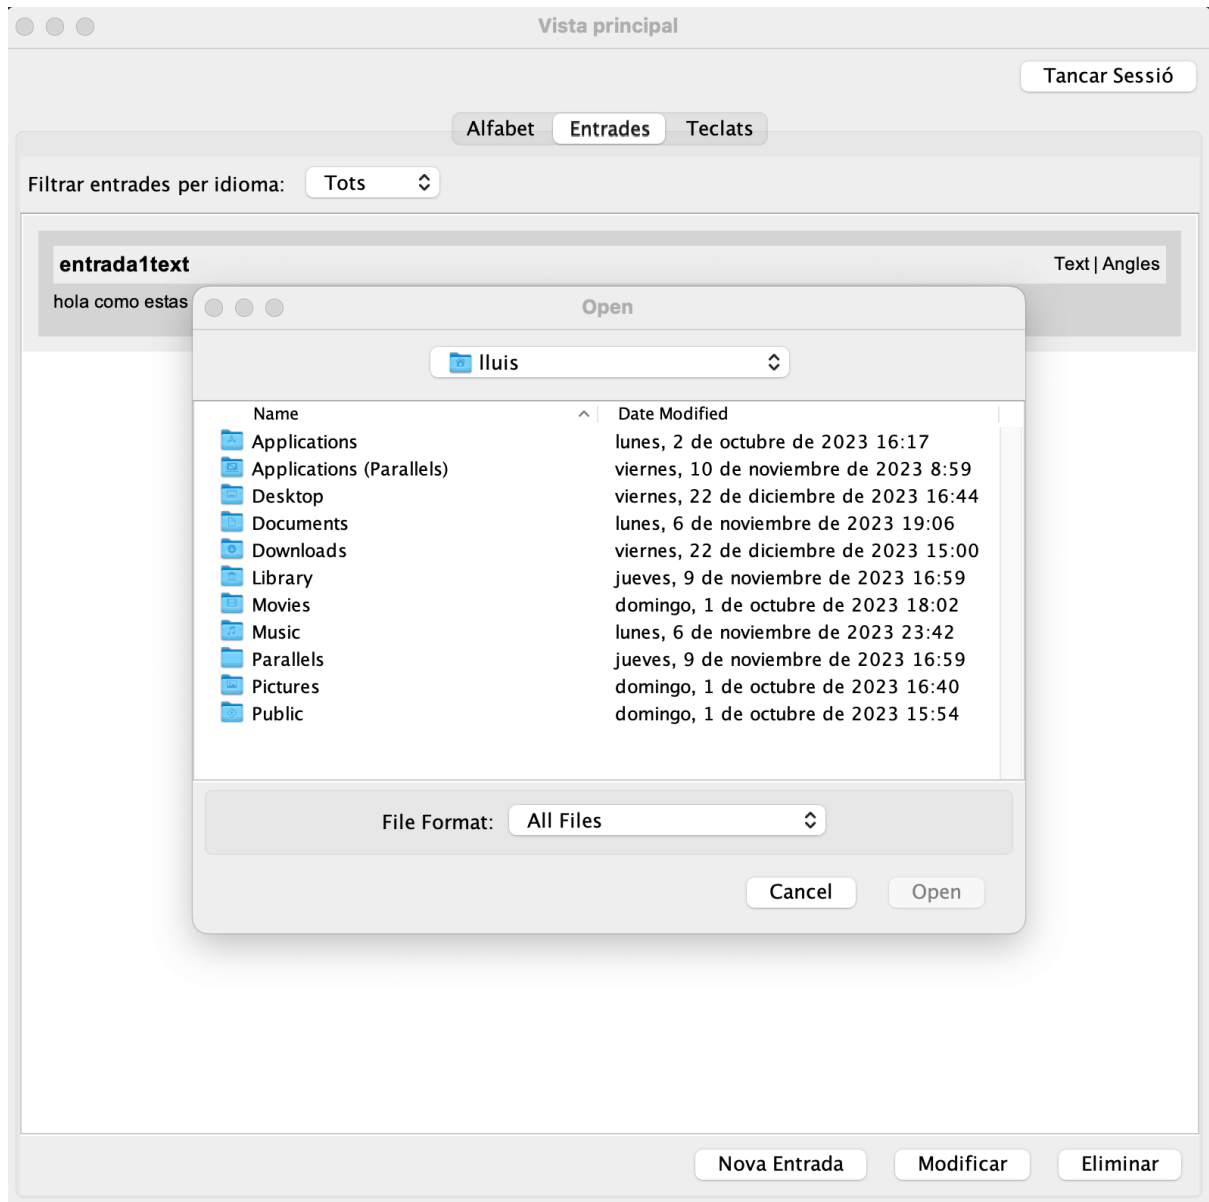 Vista principal
Tancar Sessió
Alfabet Entrades Teclats
Filtrar entrades per idioma: Tots
entrada1text Text | Angles
hola como estas
Open
lluis
Name Date Modified
Applications lunes, 2 de octubre de 2023 16:17
Applications (Parallels) viernes, 10 de noviembre de 2023 8:59
Desktop viernes, 22 de diciembre de 2023 16:44
Documents lunes, 6 de noviembre de 2023 19:06
Downloads viernes, 22 de diciembre de 2023 15:00
Library jueves, 9 de noviembre de 2023 16:59
Movies domingo, 1 de octubre de 2023 18:02
Music lunes, 6 de noviembre de 2023 23:42
Parallels jueves, 9 de noviembre de 2023 16:59
Pictures domingo, 1 de octubre de 2023 16:40
Public domingo, 1 de octubre de 2023 15:54
File Format: All Files
Cancel Open
Nova Entrada Modificar Eliminar